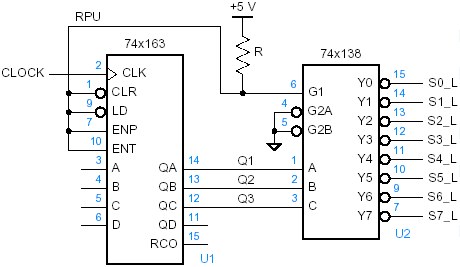 +5 V
RPU
R
74x163
74x138
CLOCK 2 CLK
1 CLR
9 LD
7 ENP
10 ENT
3 A QA 14 Q1
4 B QB 13 Q2
5 C QC 12 Q3
6 D QD 11
RCO 15
U1
6 G1 Y0 15 S0_L
4 G2A Y1 14 S1_L
5 G2B Y2 13 S2_L
Y3 12 S3_L
Y4 11 S4_L
1 A Y5 10 S5_L
2 B Y6 9 S6_L
3 C Y7 7 S7_L
U2